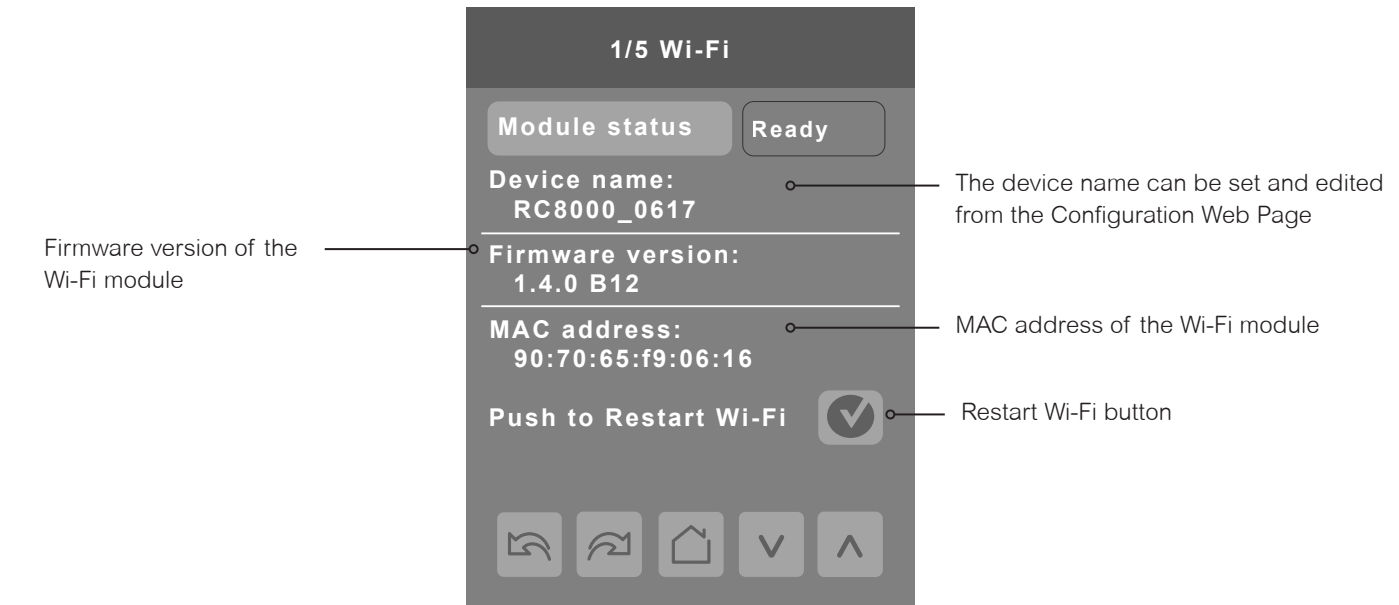 1/5 Wi-Fi
Module status
Ready
Device name:
RC8000_0617
The device name can be set and edited
from the Configuration Web Page
Firmware version of the
Wi-Fi module
Firmware version:
1.4.0 B12
MAC address:
90:70:65:f9:06:16
MAC address of the Wi-Fi module
Push to Restart Wi-Fi
Restart Wi-Fi button